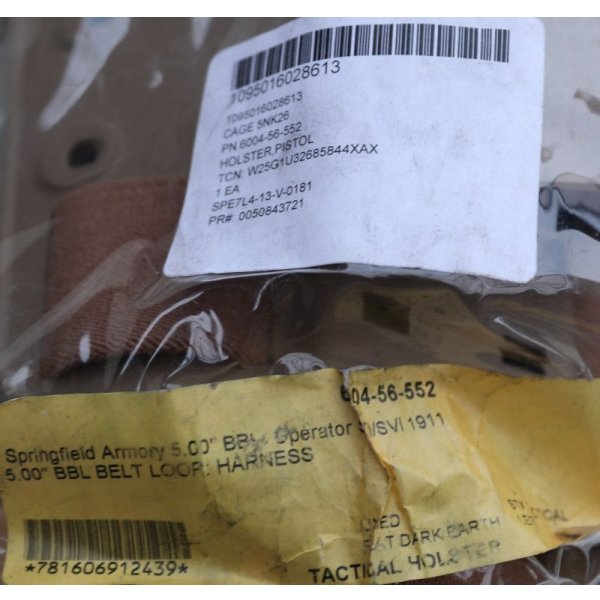 1095016028613
1095016028613
CAGE 5NK26
PN 6004-56-552
HOLSTER,PISTOL
TCN: W25G1U32685844XAX
1 EA
SPE7L4-13-V-0181
PR#: 0050843721
004-56-552
Springfield Armory 5.00" BBL Operator 1911
5.00" BBL BELT LOOP: HARNESS
DARK EARTH
TACTICAL HOLSTER
*781606912439*